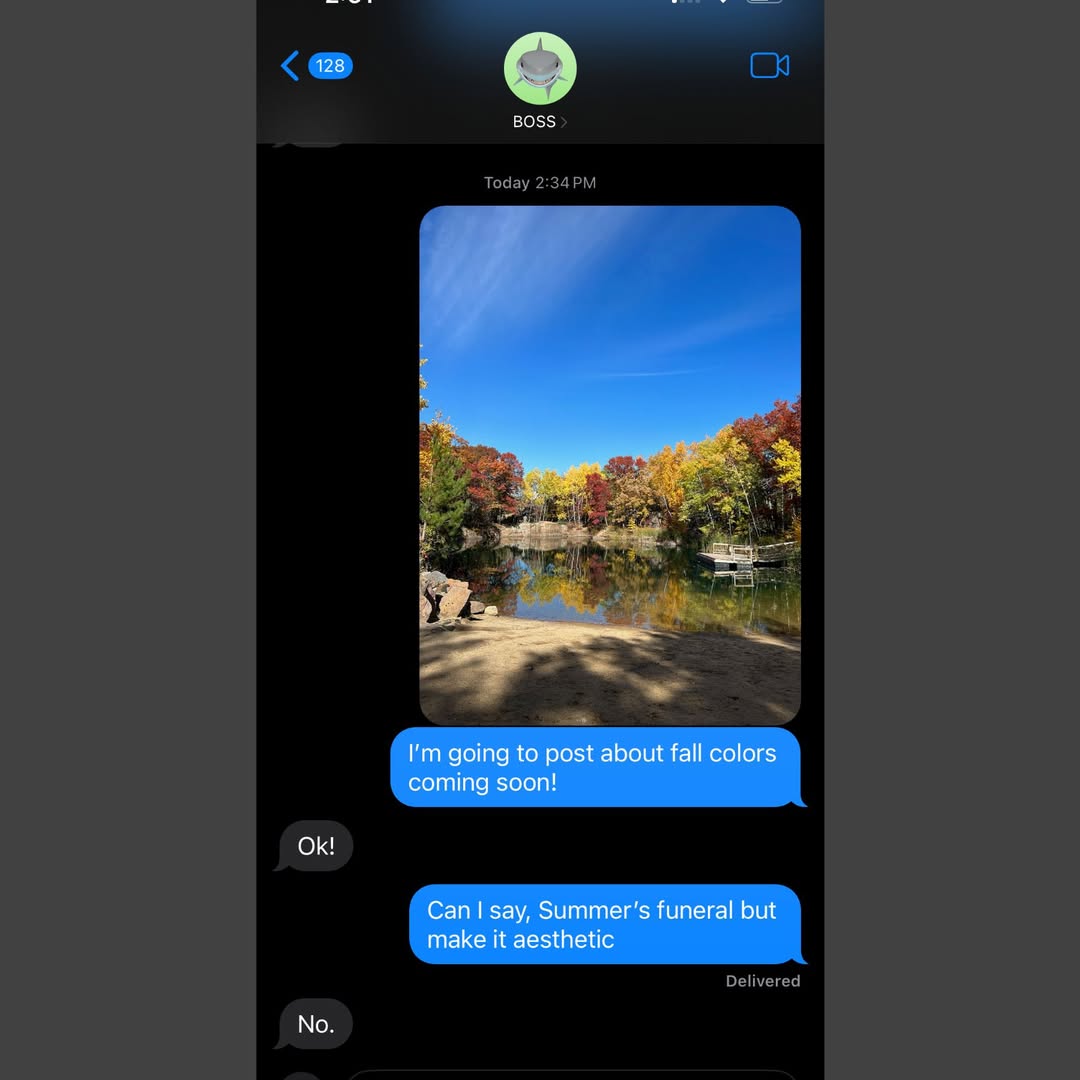 128
BOSS
Today 2:34 PM
I'm going to post about fall colors
coming soon!
Ok!
Can I say, Summer's funeral but
make it aesthetic
Delivered
No.